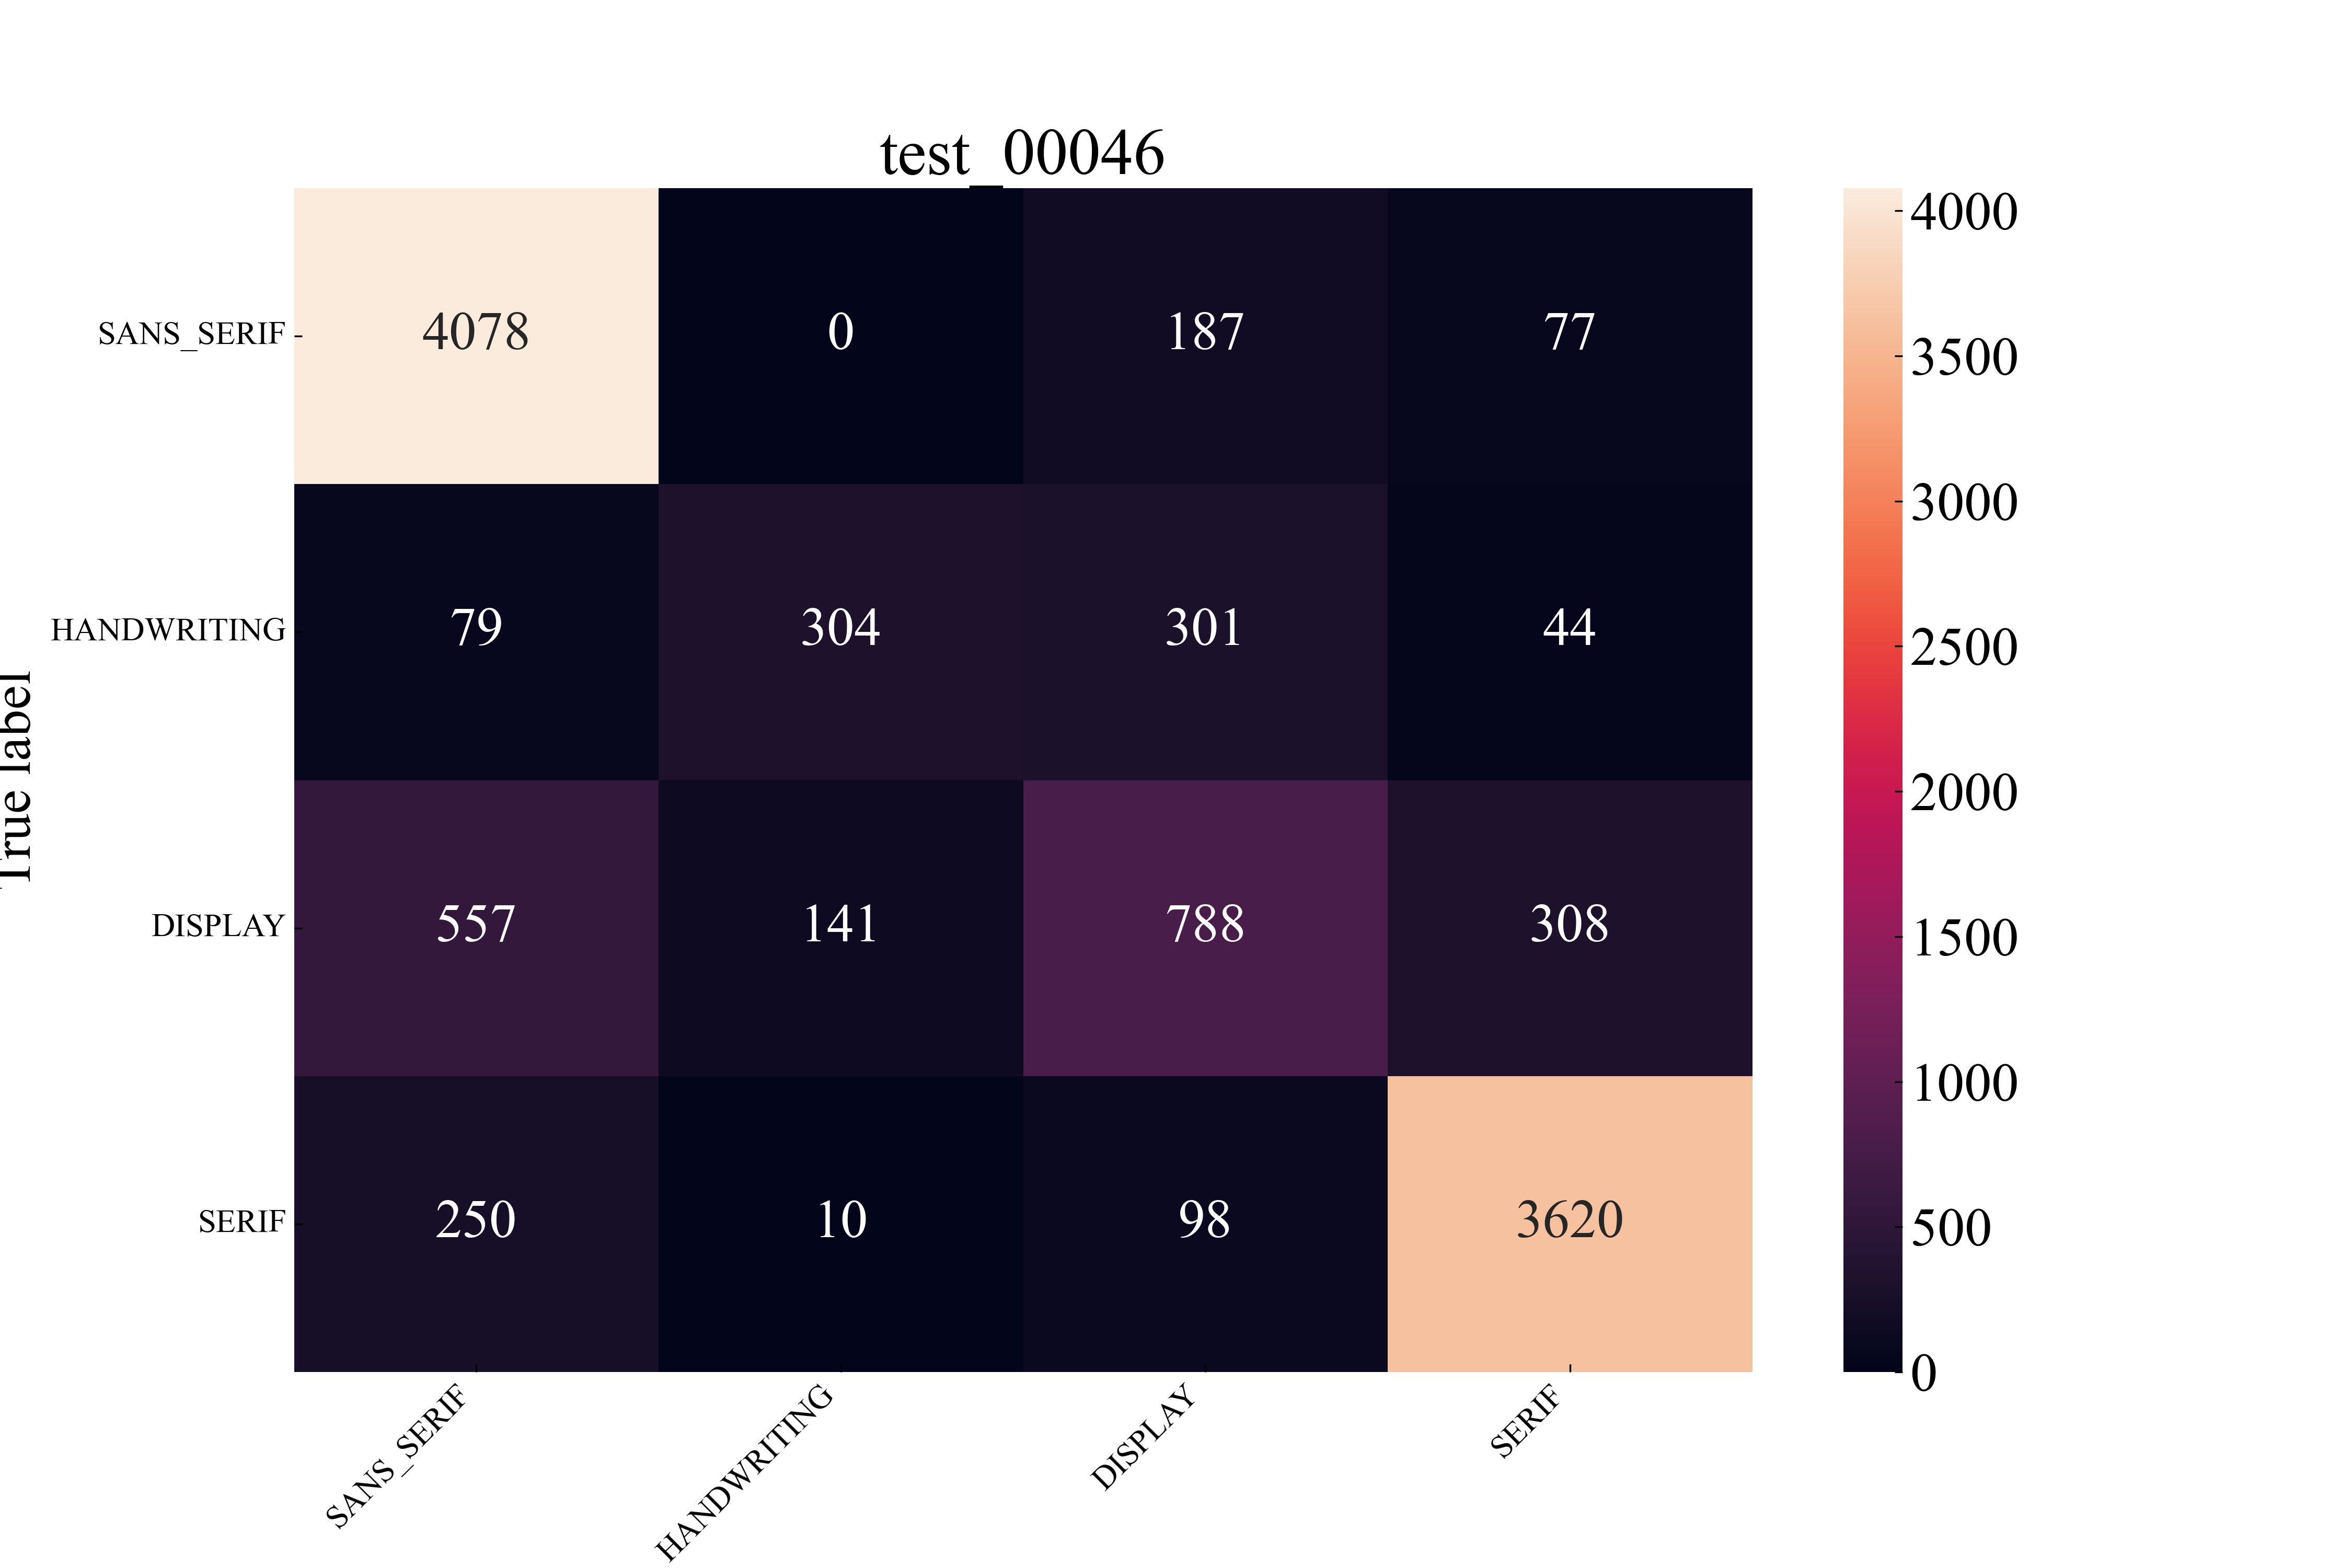 test_00046
SANS_SERIF 4078 0 187 77
HANDWRITING 79 304 301 44
DISPLAY 557 141 788 308
SERIF 250 10 98 3620
SANS_SERIF HANDWRITING DISPLAY SERIF
True label
4000
3500
3000
2500
2000
1500
1000
500
0